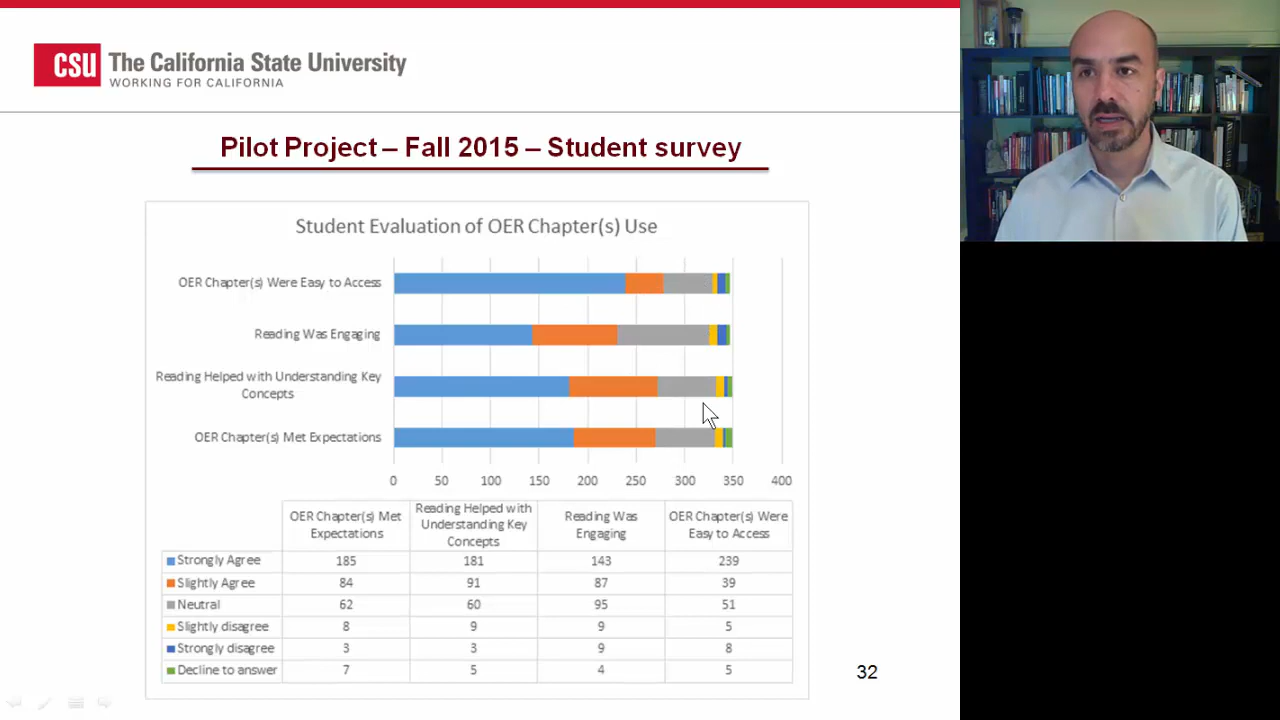 CSU The California State University
WORKING FOR CALIFORNIA
Pilot Project – Fall 2015 – Student survey
Student Evaluation of OER Chapter(s) Use
OER Chapter(s) Were Easy to Access
Reading Was Engaging
Reading Helped with Understanding Key
Concepts
OER Chapter(s) Met Expectations
0 50 100 150 200 250 300 350 400
OER Chapter(s) Met
Expectations
Reading Helped with
Understanding Key
Concepts
Reading Was
Engaging
OER Chapter(s) Were
Easy to Access
Strongly Agree 185 181 143 239
Slightly Agree 84 91 87 39
Neutral 62 60 95 51
Slightly disagree 8 9 9 5
Strongly disagree 3 3 9 8
Decline to answer 7 5 4 5
32